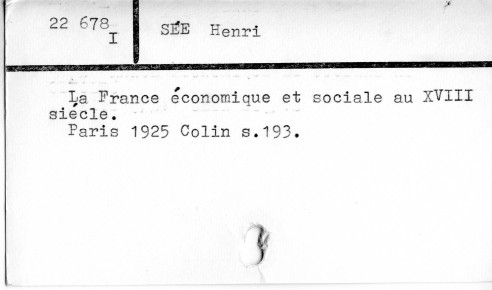 22 678
I
SÉE Henri
La France économique et sociale au XVIII
siécle.
Paris 1925 Colin s.193.